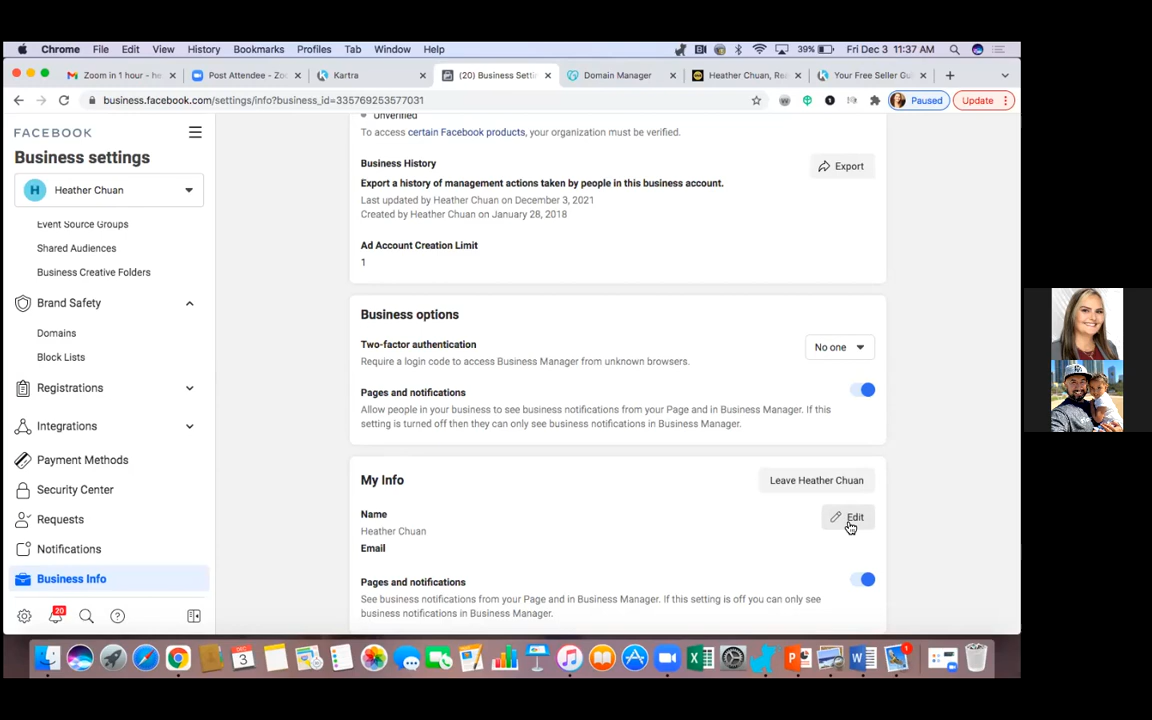 Chrome File Edit View History Bookmarks Profiles Tab Window Help
39% Fri Dec 3 11:37 AM
Zoom in 1 hour - he
Post Attendee - Zo
Kartra
(20) Business Setti
Domain Manager
Heather Chuan, Re
Your Free Seller Gu
business.facebook.com/settings/info?business_id=335769253577031
Paused
Update
FACEBOOK
Business settings
H Heather Chuan
Event Source Groups
Shared Audiences
Business Creative Folders
Brand Safety
Domains
Block Lists
Registrations
Integrations
Payment Methods
Security Center
Requests
Notifications
Business Info
20
Unverified
To access certain Facebook products, your organization must be verified.
Business History
Export
Export a history of management actions taken by people in this business account.
Last updated by Heather Chuan on December 3, 2021
Created by Heather Chuan on January 28, 2018
Ad Account Creation Limit
1
Business options
Two-factor authentication
No one
Require a login code to access Business Manager from unknown browsers.
Pages and notifications
Allow people in your business to see business notifications from your Page and in Business Manager. If this
setting is turned off then they can only see business notifications in Business Manager.
My Info
Leave Heather Chuan
Name
Edit
Heather Chuan
Email
Pages and notifications
See business notifications from your Page and in Business Manager. If this setting is off you can only see
business notifications in Business Manager.
DEC
3